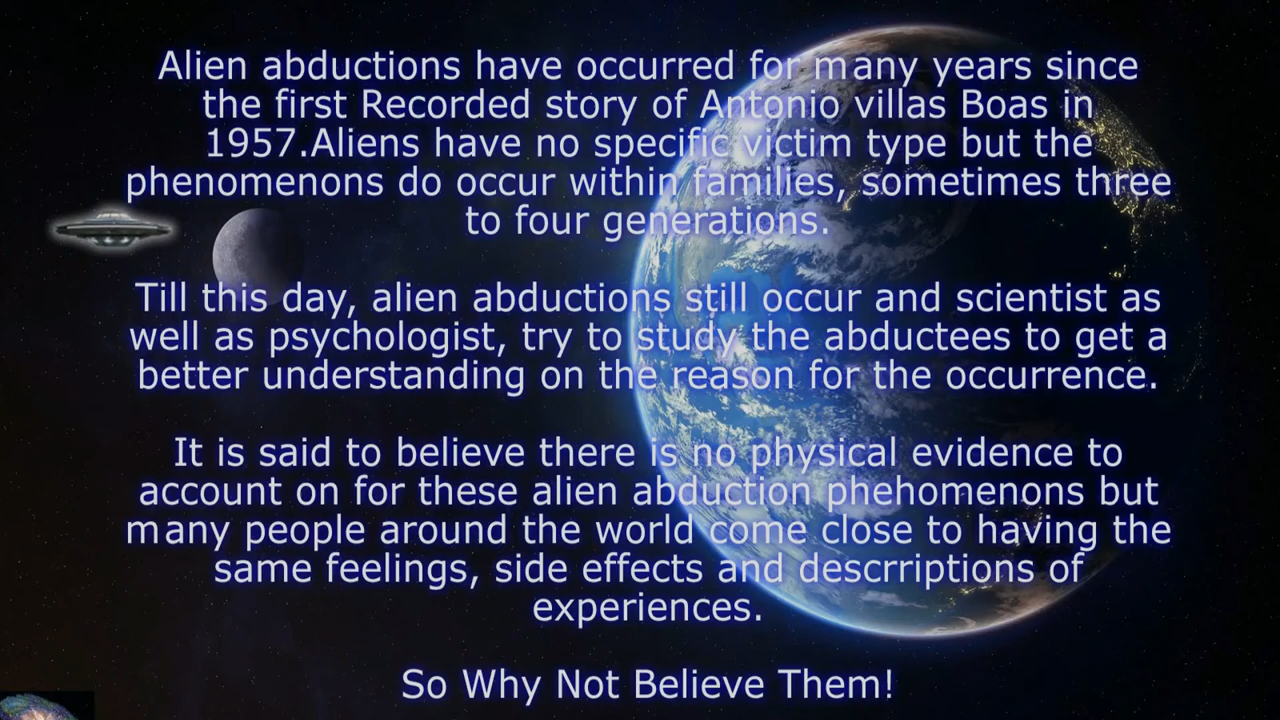 Alien abductions have occurred for many years since
the first Recorded story of Antonio villas Boas in
1957.Aliens have no specific victim type but the
phenomenons do occur within families, sometimes three
to four generations.
Till this day, alien abductions still occur and scientist as
well as psychologist, try to study the abductees to get a
better understanding on the reason for the occurrence.
It is said to believe there is no physical evidence to
account on for these alien abduction phehomenons but
many people around the world come close to having the
same feelings, side effects and descrriptions of
experiences.
So Why Not Believe Them!